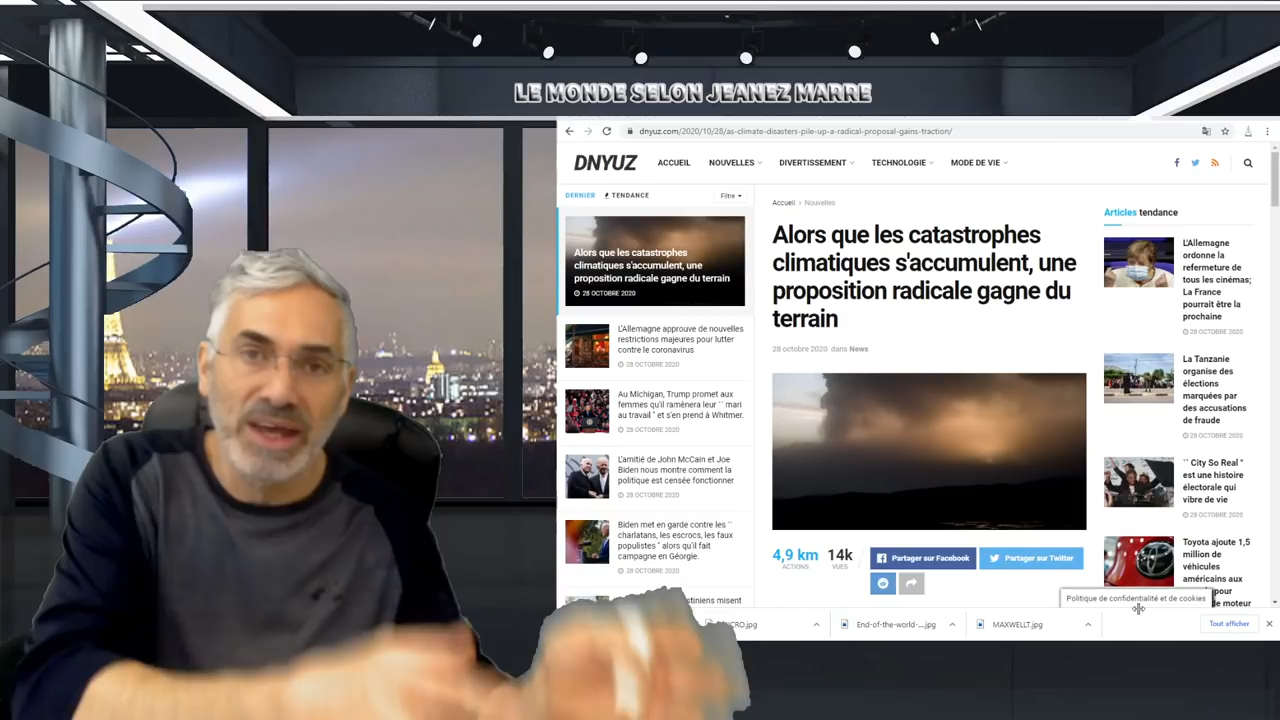 LE MONDE SELON JEANEZ MARRE
dnyuz.com/2020/10/28/as-climate-disasters-pile-up-a-radical-proposal-gains-traction/
DNYUZ
ACCUEIL
NOUVELLES
DIVERTISSEMENT
TECHNOLOGIE
MODE DE VIE
DERNIER
TENDANCE
Filtre
Alors que les catastrophes
climatiques s'accumulent, une
proposition radicale gagne du terrain
28 OCTOBRE 2020
L'Allemagne approuve de nouvelles
restrictions majeures pour lutter
contre le coronavirus
28 OCTOBRE 2020
Au Michigan, Trump promet aux
femmes qu'il ramènera leur `` mari
au travail '' et s'en prend à Whitmer.
28 OCTOBRE 2020
L'amitié de John McCain et Joe
Biden nous montre comment la
politique est censée fonctionner
28 OCTOBRE 2020
Biden met en garde contre les ``
charlatans, les escrocs, les faux
populistes '' alors qu'il fait
campagne en Géorgie.
28 OCTOBRE 2020
misent
Accueil
Nouvelles
Alors que les catastrophes
climatiques s'accumulent, une
proposition radicale gagne du
terrain
28 octobre 2020 dans News
4,9 km
ACTIONS
14k
VUES
Partager sur Facebook
Partager sur Twitter
Articles tendance
L'Allemagne
ordonne la
refermeture de
tous les cinémas;
La France
pourrait être la
prochaine
28 OCTOBRE 2020
La Tanzanie
organise des
élections
marquées par
des accusations
de fraude
28 OCTOBRE 2020
`` City So Real ''
est une histoire
électorale qui
vibre de vie
28 OCTOBRE 2020
Toyota ajoute 1,5
million de
véhicules
américains aux
pour
de moteur
Politique de confidentialité et de cookies
End-of-the-world-...jpg
MAXWELLT.jpg
Tout afficher